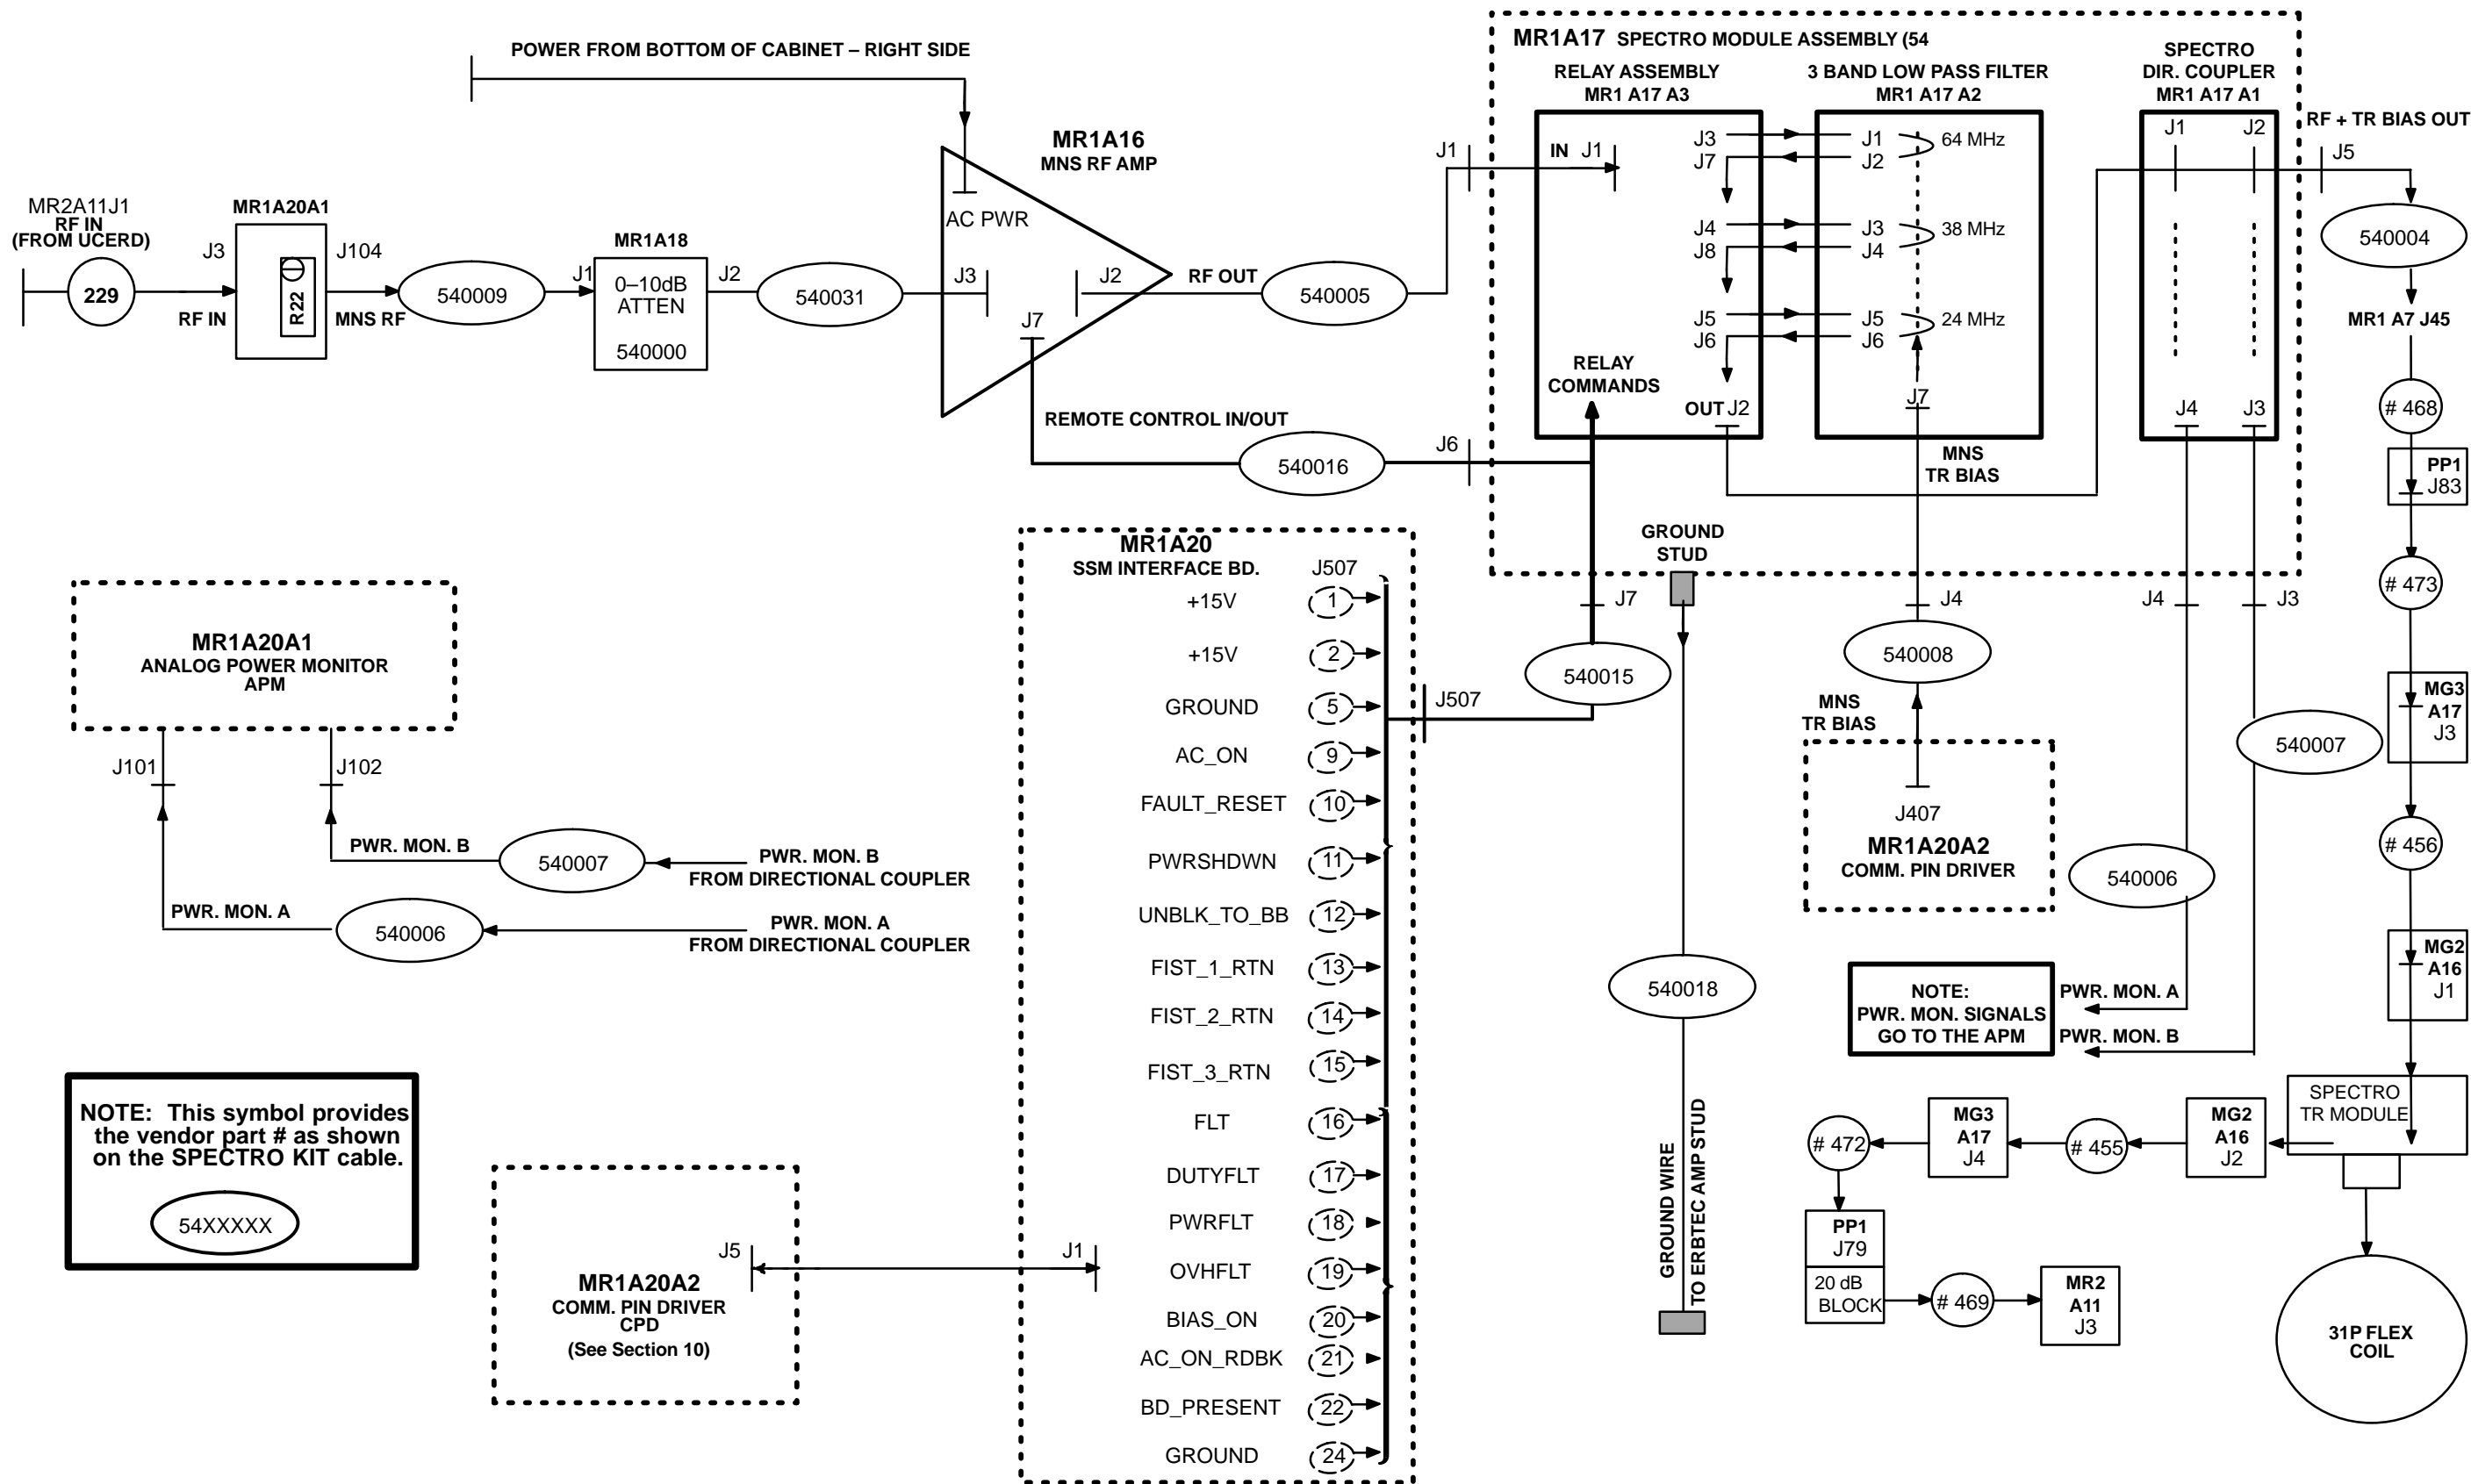 POWER FROM BOTTOM OF CABINET – RIGHT SIDE
MR1A17 SPECTRO MODULE ASSEMBLY (54
RELAY ASSEMBLY
MR1 A17 A3
3 BAND LOW PASS FILTER
MR1 A17 A2
SPECTRO
DIR. COUPLER
MR1 A17 A1
RF + TR BIAS OUT
MR1A16
MNS RF AMP
AC PWR
J3
J2
J7
RF OUT
540005
J1
IN J1
J3
J7
J4
J8
J5
J6
RELAY
COMMANDS
OUT J2
J1
J2
64 MHz
J3
J4
38 MHz
J5
J6
24 MHz
J7
MNS
TR BIAS
J1
J2
J4
J3
J5
540004
MR1 A7 J45
# 468
PP1
J83
# 473
MG3
A17
J3
# 456
MG2
A16
J1
MR2A11J1
RF IN
(FROM UCERD)
229
J3
RF IN
MR1A20A1
R22
J104
MNS RF
540009
J1
MR1A18
0–10dB
ATTEN
540000
J2
540031
REMOTE CONTROL IN/OUT
540016
J6
GROUND
STUD
J7
J4
J4
J3
540015
540008
MNS
TR BIAS
J407
MR1A20A2
COMM. PIN DRIVER
540007
540006
540018
GROUND WIRE
TO ERBTEC AMP STUD
NOTE:
PWR. MON. SIGNALS
GO TO THE APM
PWR. MON. A
PWR. MON. B
MR1A20A1
ANALOG POWER MONITOR
APM
J101
J102
PWR. MON. B
540007
PWR. MON. B
FROM DIRECTIONAL COUPLER
PWR. MON. A
540006
PWR. MON. A
FROM DIRECTIONAL COUPLER
MR1A20
SSM INTERFACE BD.
J507
+15V 1
+15V 2
GROUND 5
AC_ON 9
FAULT_RESET 10
PWRSHDWN 11
UNBLK_TO_BB 12
FIST_1_RTN 13
FIST_2_RTN 14
FIST_3_RTN 15
FLT 16
DUTYFLT 17
PWRFLT 18
OVHFLT 19
BIAS_ON 20
AC_ON_RDBK 21
BD_PRESENT 22
GROUND 24
J507
NOTE: This symbol provides
the vendor part # as shown
on the SPECTRO KIT cable.
54XXXXX
MR1A20A2
COMM. PIN DRIVER
CPD
(See Section 10)
J5
J1
SPECTRO
TR MODULE
MG2
A16
J2
# 455
MG3
A17
J4
# 472
PP1
J79
20 dB
BLOCK
# 469
MR2
A11
J3
31P FLEX
COIL